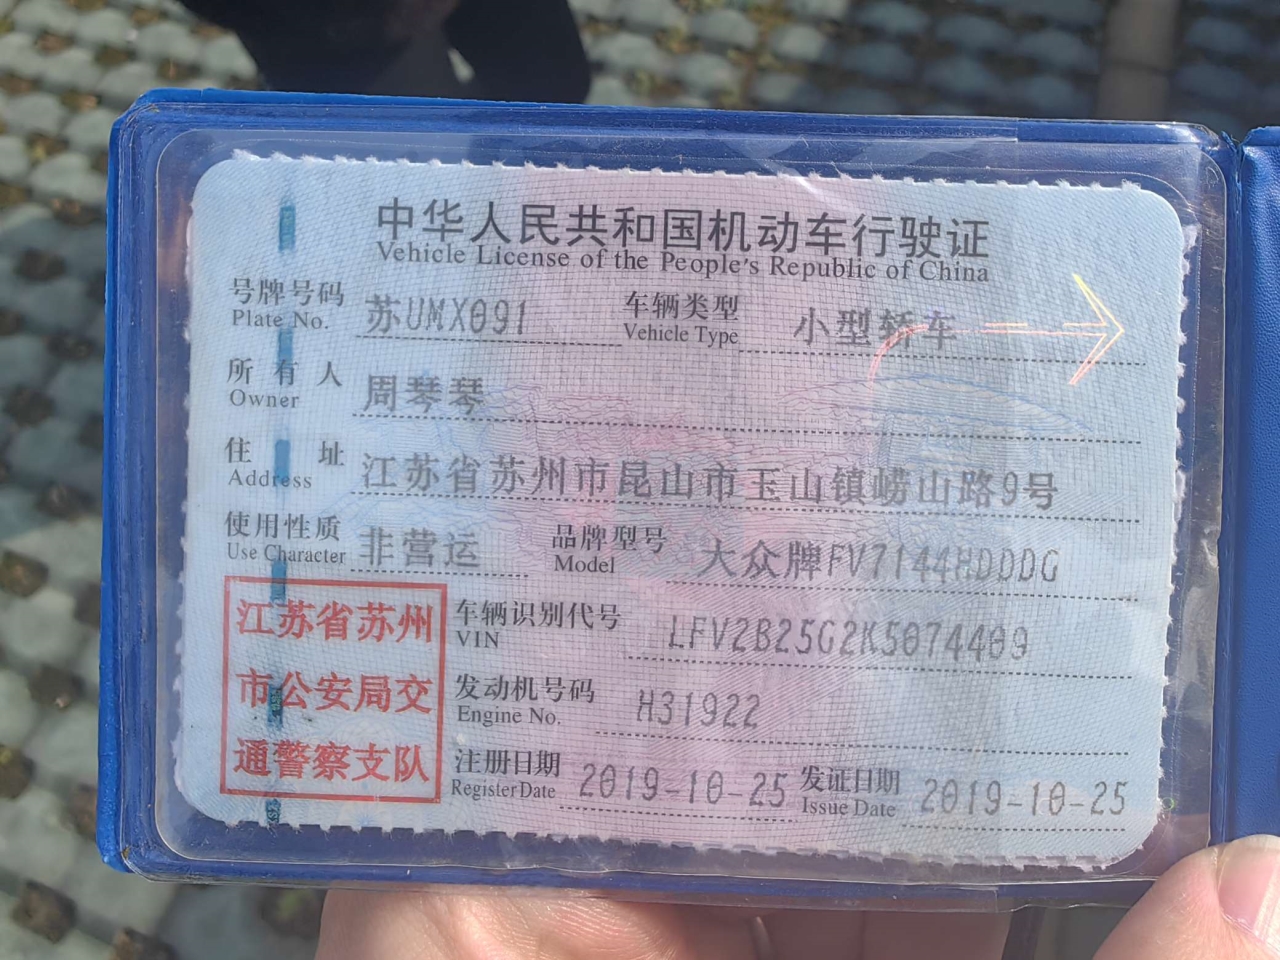 中华人民共和国机动车行驶证
Vehicle License of the People's Republic of China
号牌号码 苏UMX091 车辆类型 小型轿车
Plate No. Vehicle Type
所有人 周琴琴
Owner
住址 江苏省苏州市昆山市玉山镇崂山路9号
Address
使用性质 非营运 品牌型号 大众牌FV7144HDDDG
Use Character Model
江苏省苏州
市公安局交
通警察支队
车辆识别代号 LFV2B25G2K5074409
VIN
发动机号码 H31922
Engine No.
注册日期 2019-10-25 发证日期 2019-10-25
Register Date Issue Date